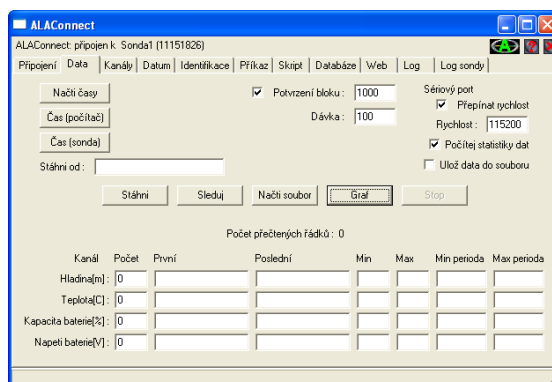 ALAConnect
ALAConnect: připojen k Sonda1 (11151826)
Připojení Data Kanály Datum Identifikace Příkaz Skript Databáze Web Log Log sondy
Načti časy
Potvrzení bloku : 1000
Sériový port
Přepínat rychlost
Čas (počítač)
Dávka : 100
Rychlost : 115200
Čas (sonda)
Počítej statistiky dat
Stáhni od :
Ulož data do souboru
Stáhni Sleduj Načti soubor Graf Stop
Počet přečtených řádků : 0
Kanál Počet První Poslední Min Max Min perioda Max perioda
Hladina[m] : 0
Teplota[C] : 0
Kapacita baterie[%] : 0
Napeti baterie[V] : 0